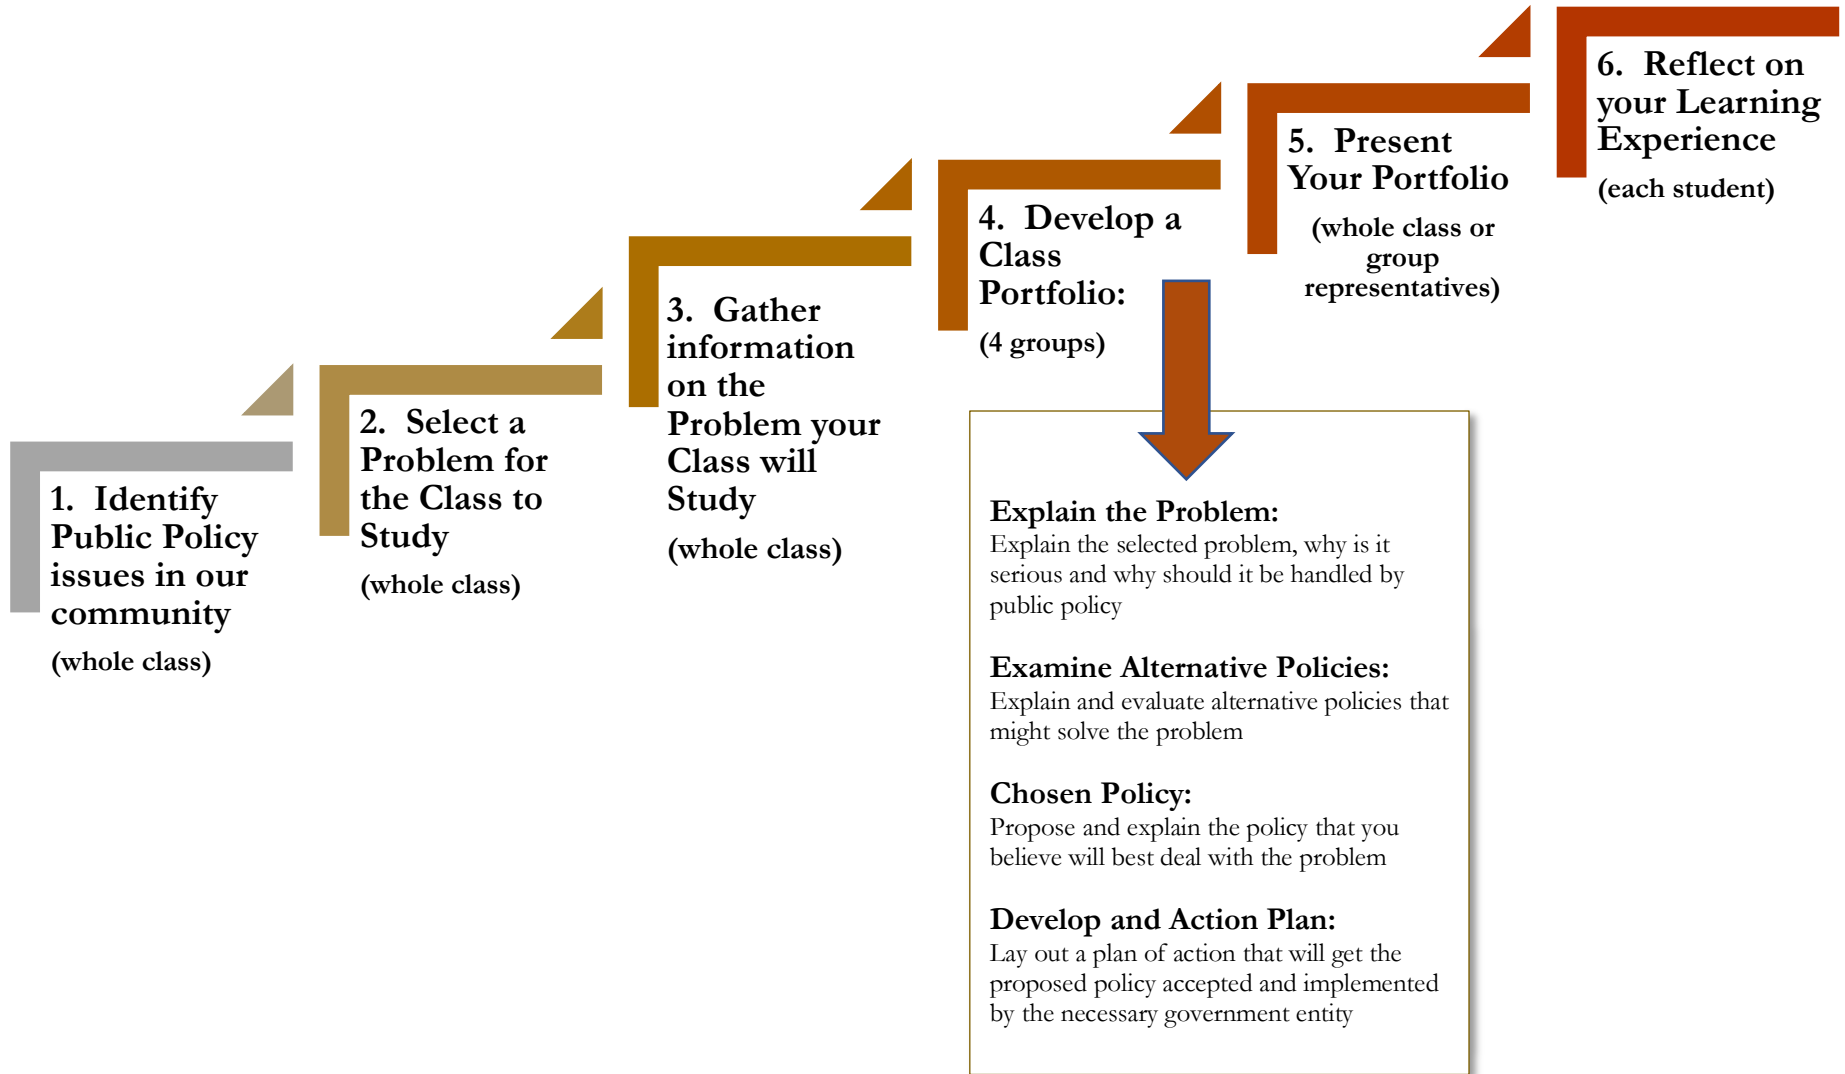 1. Identify
Public Policy
issues in our
community
(whole class)
2. Select a
Problem for
the Class to
Study
(whole class)
3. Gather
information
on the
Problem your
Class will
Study
(whole class)
4. Develop a
Class
Portfolio:
(4 groups)
Explain the Problem:
Explain the selected problem, why is it
serious and why should it be handled by
public policy
Examine Alternative Policies:
Explain and evaluate alternative policies that
might solve the problem
Chosen Policy:
Propose and explain the policy that you
believe will best deal with the problem
Develop and Action Plan:
Lay out a plan of action that will get the
proposed policy accepted and implemented
by the necessary government entity
5. Present
Your Portfolio
(whole class or
group
representatives)
6. Reflect on
your Learning
Experience
(each student)